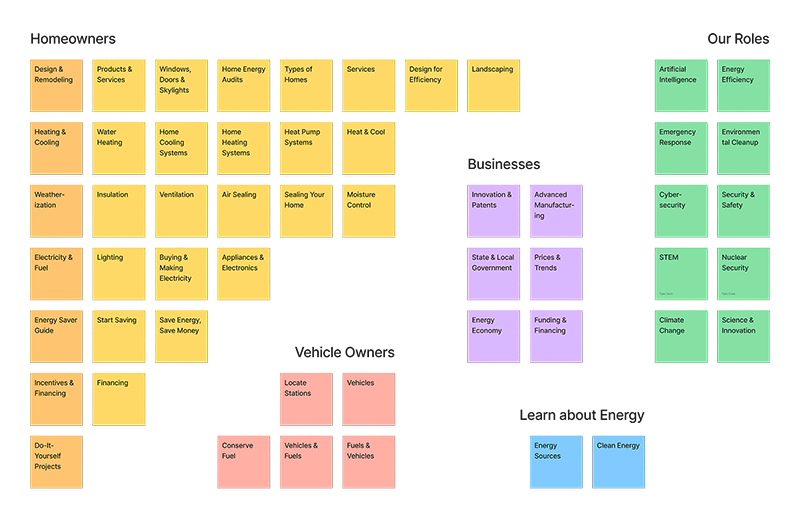 Homeowners
Our Roles
Design &
Remodeling
Products &
Services
Windows,
Doors &
Skylights
Home Energy
Audits
Types of
Homes
Services
Design for
Efficiency
Landscaping
Artificial
Intelligence
Energy
Efficiency
Heating &
Cooling
Water
Heating
Home
Cooling
Systems
Home
Heating
Systems
Heat Pump
Systems
Heat & Cool
Emergency
Response
Environmen
tal Cleanup
Businesses
Weather-
ization
Insulation
Ventilation
Air Sealing
Sealing Your
Home
Moisture
Control
Innovation &
Patents
Advanced
Manufactur-
ing
Cyber-
security
Security &
Safety
Electricity &
Fuel
Lighting
Buying &
Making
Electricity
Appliances &
Electronics
State & Local
Government
Prices &
Trends
STEM
Nuclear
Security
Energy Saver
Guide
Start Saving
Save Energy,
Save Money
Energy
Economy
Funding &
Financing
Climate
Change
Science &
Innovation
Vehicle Owners
Incentives &
Financing
Financing
Locate
Stations
Vehicles
Learn about Energy
Do-It-
Yourself
Projects
Conserve
Fuel
Vehicles &
Fuels
Fuels &
Vehicles
Energy
Sources
Clean Energy